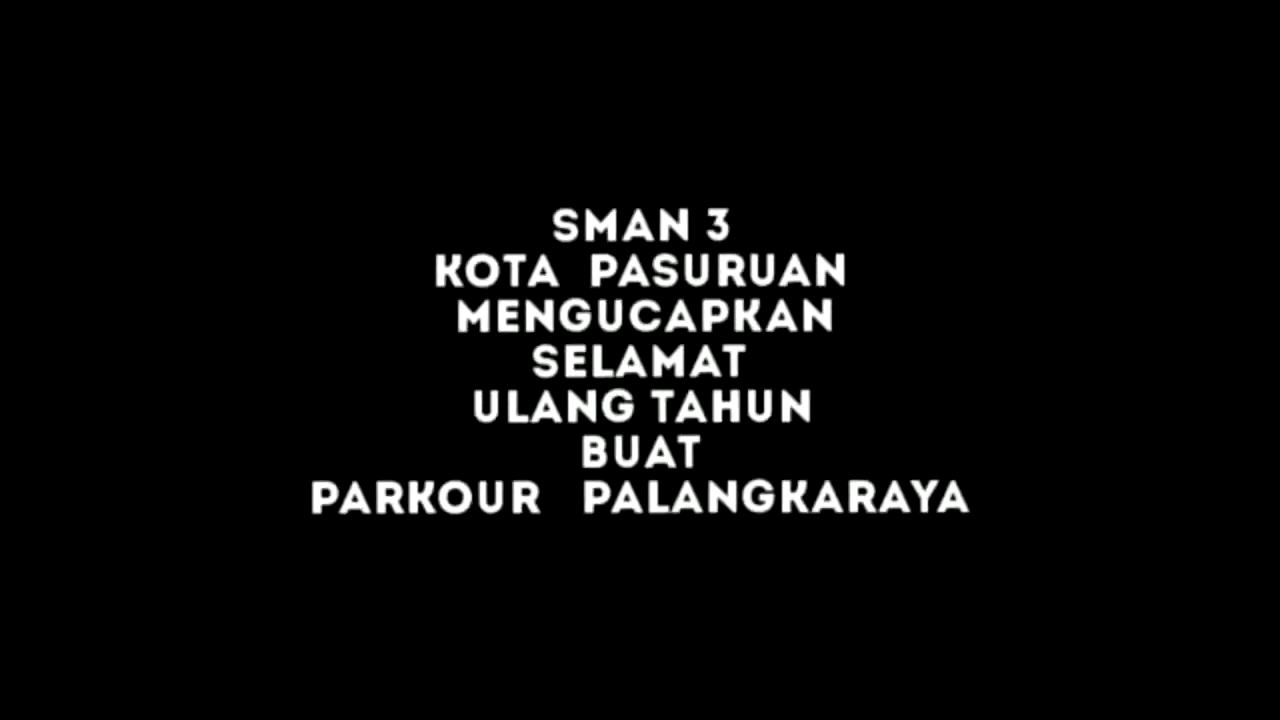 SMAN 3
KOTA PASURUAN
MENGUCAPKAN
SELAMAT
ULANG TAHUN
BUAT
PARKOUR PALANGKARAYA